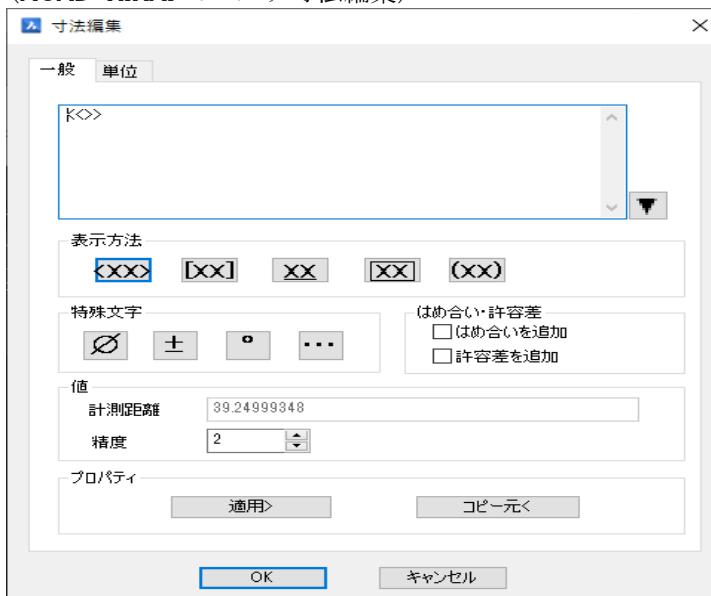 寸法編集
一般 単位
<<>>
表示方法
<XX> [XX] XX XX (XX)
特殊文字
Ø ± ° ...
はめ合い・許容差
はめ合いを追加
許容差を追加
値
計測距離 39.24999348
精度 2
プロパティ
適用> コピー元<
OK キャンセル